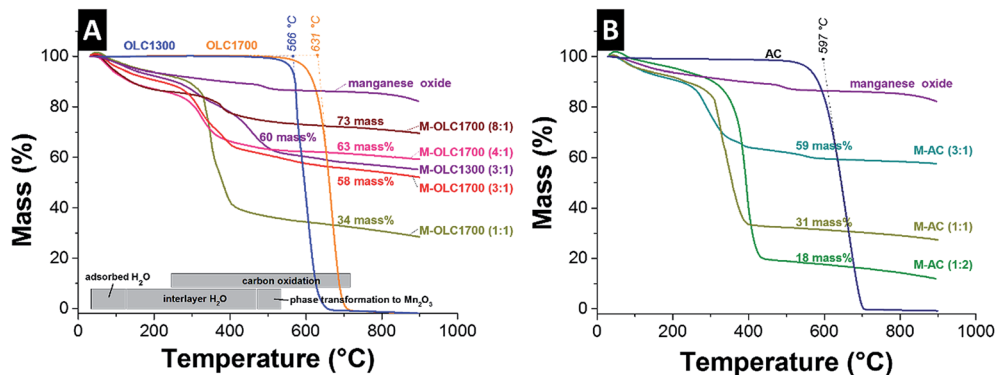 A
OLC1300
OLC1700
566 °C
631 °C
manganese oxide
73 mass
M-OLC1700 (8:1)
60 mass%
63 mass%
M-OLC1700 (4:1)
M-OLC1300 (3:1)
58 mass%
M-OLC1700 (3:1)
34 mass%
M-OLC1700 (1:1)
carbon oxidation
adsorbed H2O
interlayer H2O
phase transformation to Mn2O3
Mass (%)
100
80
60
40
20
0
0 200 400 600 800 1000
Temperature (°C)
B
AC
597 °C
manganese oxide
59 mass%
M-AC (3:1)
31 mass%
M-AC (1:1)
18 mass%
M-AC (1:2)
Mass (%)
100
80
60
40
20
0
0 200 400 600 800 1000
Temperature (°C)